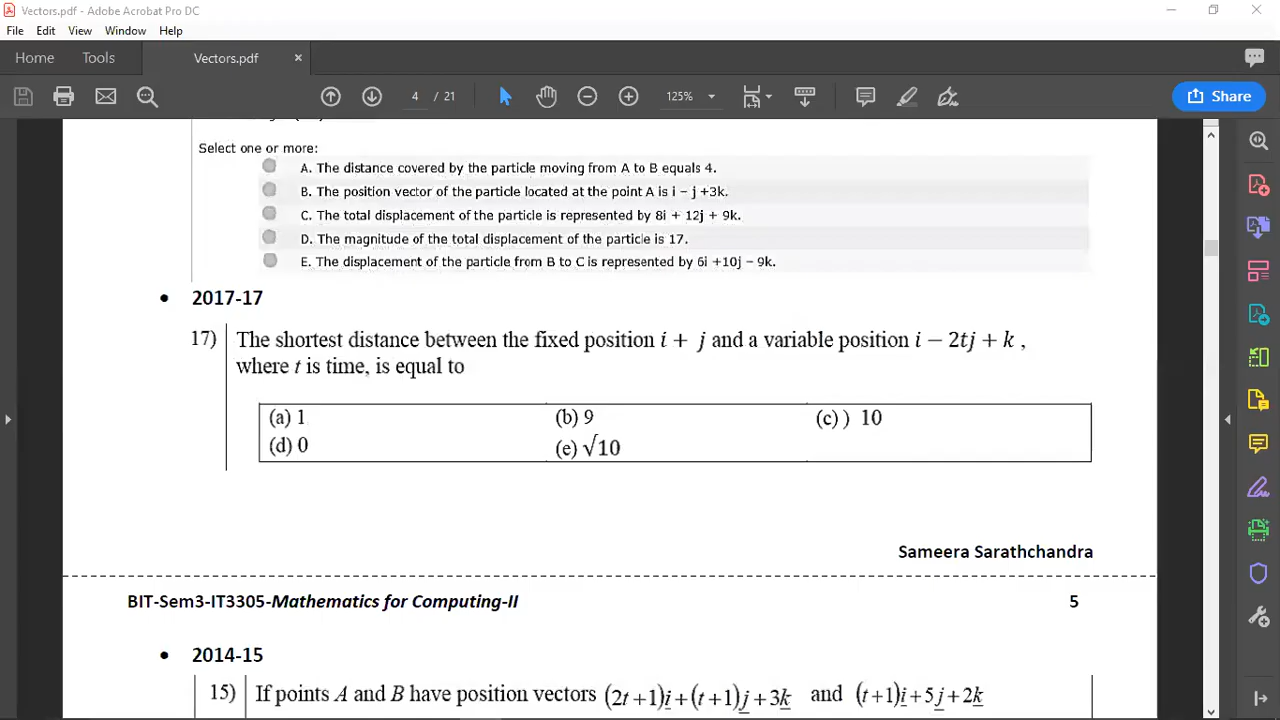 Vectors.pdf - Adobe Acrobat Pro DC
File Edit View Window Help
Home Tools Vectors.pdf ×
4 / 21 125% Share
Select one or more:
A. The distance covered by the particle moving from A to B equals 4.
B. The position vector of the particle located at the point A is i – j +3k.
C. The total displacement of the particle is represented by 8i + 12j + 9k.
D. The magnitude of the total displacement of the particle is 17.
E. The displacement of the particle from B to C is represented by 6i +10j – 9k.
• 2017-17
17) The shortest distance between the fixed position i + j and a variable position i − 2tj + k ,
where t is time, is equal to
(a) 1 (b) 9 (c) ) 10
(d) 0 (e) √10
Sameera Sarathchandra
BIT-Sem3-IT3305-Mathematics for Computing-II 5
• 2014-15
15) If points A and B have position vectors (2t+1)i+(t+1)j+3k and (t+1)i+5j+2k